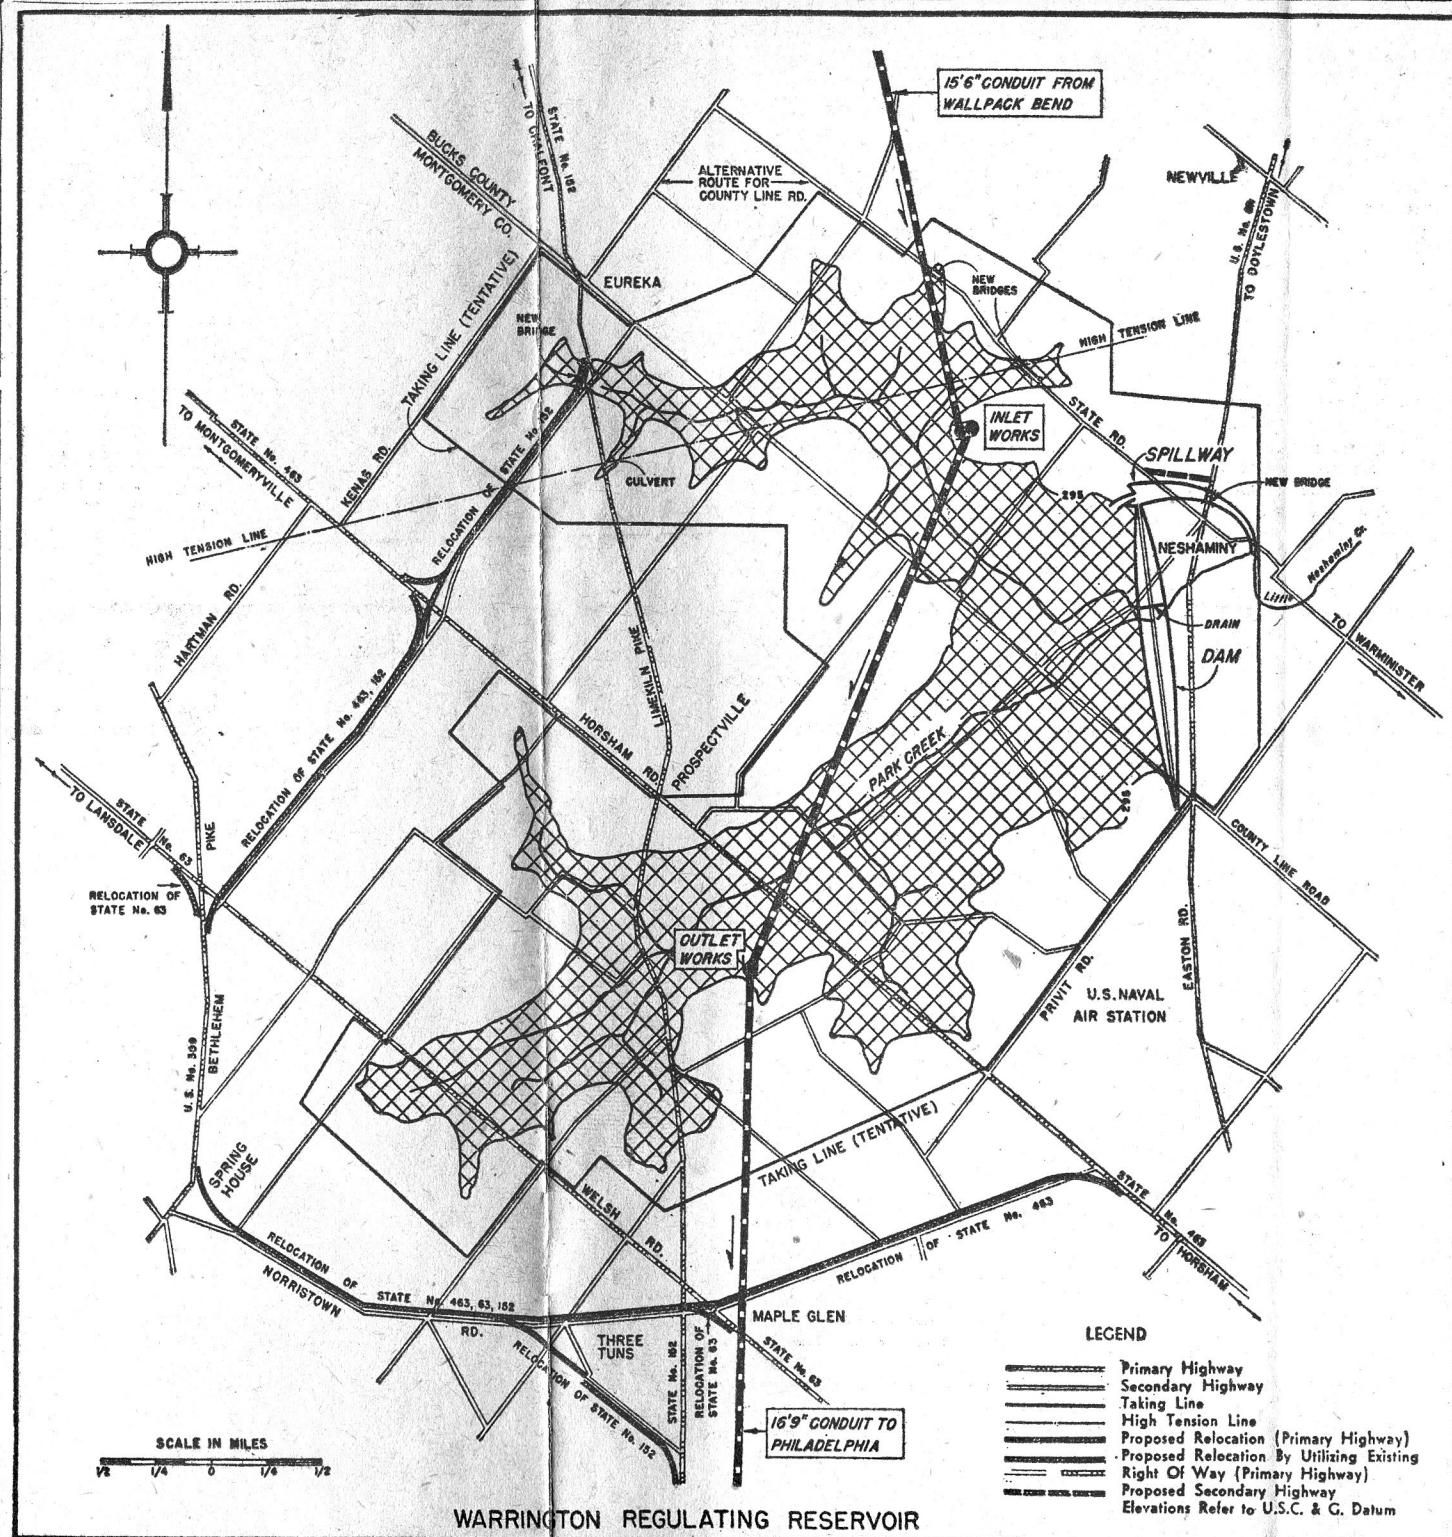 15'6" CONDUIT FROM
WALLPACK BEND
STATE No. 152
TO CHALFONT
BUCKS COUNTY
MONTGOMERY CO.
ALTERNATIVE
ROUTE FOR
COUNTY LINE RD.
NEWVILLE
TO DOYLESTOWN
TAKING LINE (TENTATIVE)
EUREKA
NEW
BRIDGE
NEW
BRIDGES
HIGH TENSION LINE
STATE No. 463
TO MONTGOMERYVILLE
KENAS RD.
RELOCATION OF STATE No. 152
CULVERT
INLET
WORKS
STATE RD.
SPILLWAY
NEW BRIDGE
295
HIGH TENSION LINE
NESHAMINY
Little Neshaminy Cr.
HARTMAN RD.
LIMEKILN PIKE
DRAIN
DAM
TO WARMINISTER
RELOCATION OF STATE No. 463, 152
HORSHAM RD.
PROSPECTVILLE
PARK CREEK
295
STATE No. 63
TO LANSDALE
PIKE
COUNTY LINE ROAD
RELOCATION OF
STATE No. 63
OUTLET
WORKS
EASTON RD.
PRIVIT RD.
U.S. NAVAL
AIR STATION
U.S. No. 309
BETHLEHEM
TAKING LINE (TENTATIVE)
SPRING
HOUSE
WELSH RD.
STATE No. 463
TO HORSHAM
RELOCATION OF STATE No. 463
RELOCATION OF STATE No. 463, 63, 152
NORRISTOWN RD.
MAPLE GLEN
THREE
TUNS
RELOCATION OF STATE No. 152
STATE No. 152
RELOCATION OF
STATE No. 63
STATE No. 63
16'9" CONDUIT TO
PHILADELPHIA
LEGEND
Primary Highway
Secondary Highway
Taking Line
High Tension Line
Proposed Relocation (Primary Highway)
Proposed Relocation By Utilizing Existing
Right Of Way (Primary Highway)
Proposed Secondary Highway
Elevations Refer to U.S.C. & G. Datum
SCALE IN MILES
1/2 1/4 0 1/4 1/2
WARRINGTON REGULATING RESERVOIR